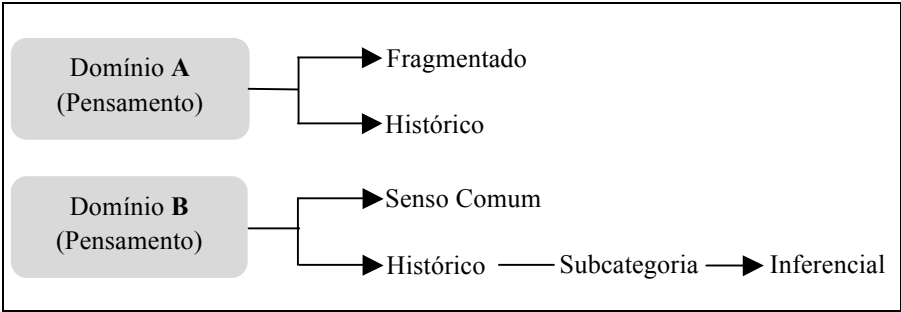 Domínio A
(Pensamento)
Fragmentado
Histórico
Domínio B
(Pensamento)
Senso Comum
Histórico Subcategoria Inferencial